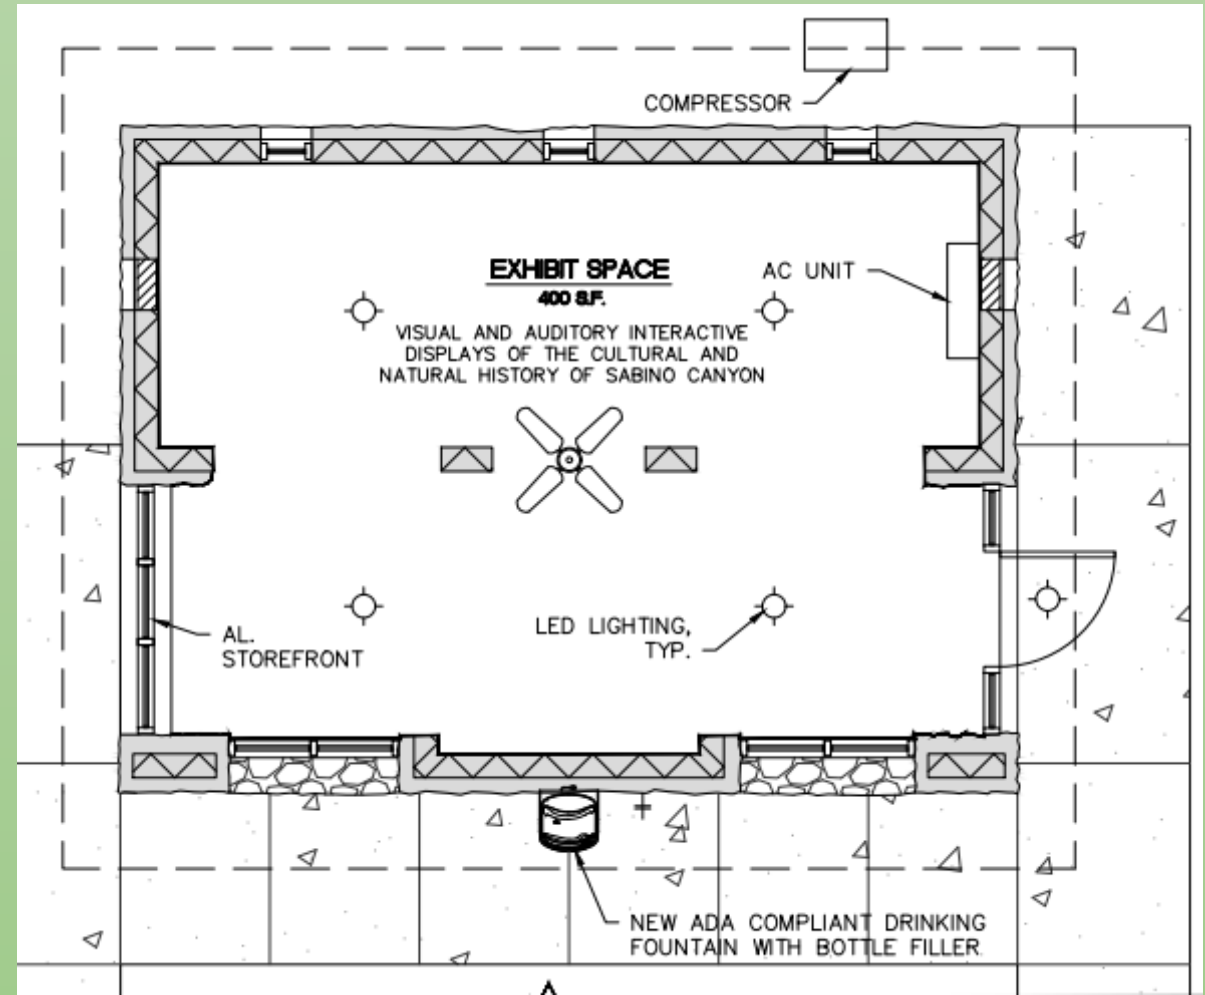 COMPRESSOR
EXHIBIT SPACE
400 S.F.
AC UNIT
VISUAL AND AUDITORY INTERACTIVE
DISPLAYS OF THE CULTURAL AND
NATURAL HISTORY OF SABINO CANYON
LED LIGHTING,
TYP.
AL.
STOREFRONT
NEW ADA COMPLIANT DRINKING
FOUNTAIN WITH BOTTLE FILLER